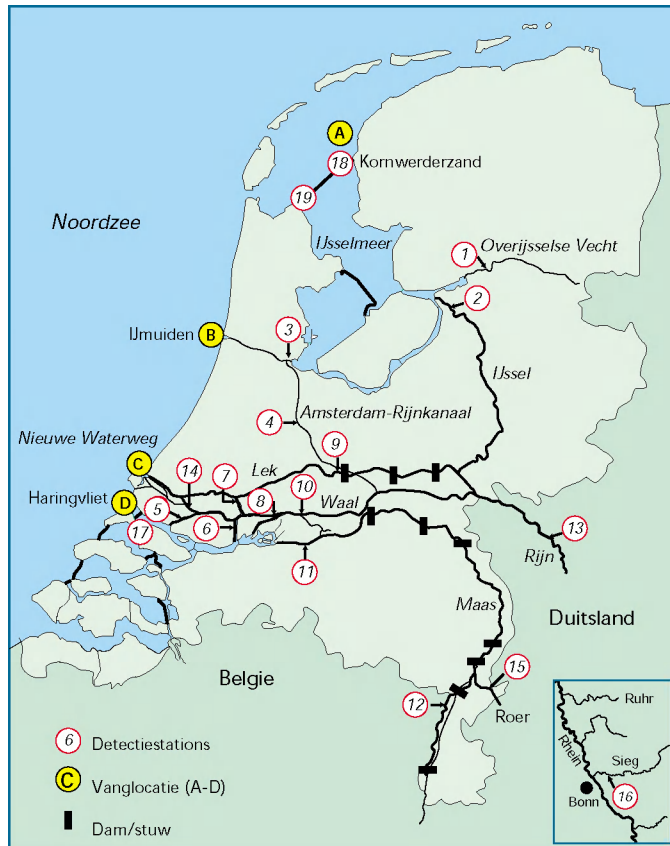 A
18
Kornwerderzand
19
Noordzee
IJsselmeer
1
Overijsselse Vecht
2
IJmuiden
B
3
IJssel
4
Amsterdam-Rijnkanaal
Nieuwe Waterweg
9
C
14
7
Lek
10
Waal
Haringvliet
D
8
5
6
13
17
11
Rijn
Maas
Duitsland
Belgie
15
12
Roer
6
Detectiestations
C
Vanglocatie (A-D)
Dam/stuw
Ruhr
Rhein
Sieg
Bonn
16